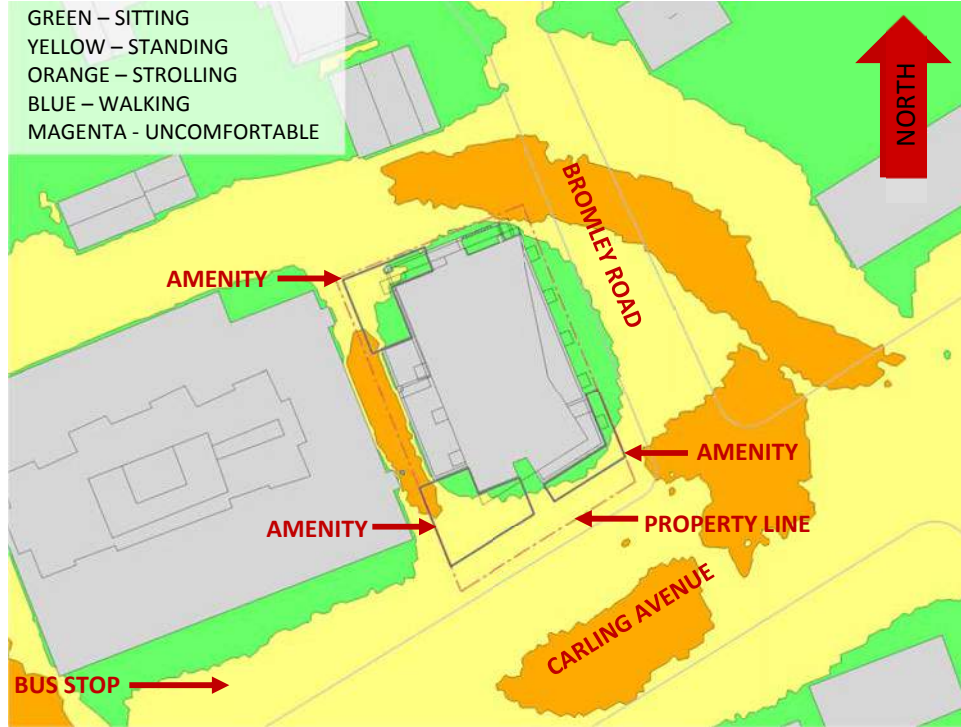 GREEN – SITTING
YELLOW – STANDING
ORANGE – STROLLING
BLUE – WALKING
MAGENTA - UNCOMFORTABLE
NORTH
BROMLEY ROAD
AMENITY
AMENITY
AMENITY
PROPERTY LINE
CARLING AVENUE
BUS STOP